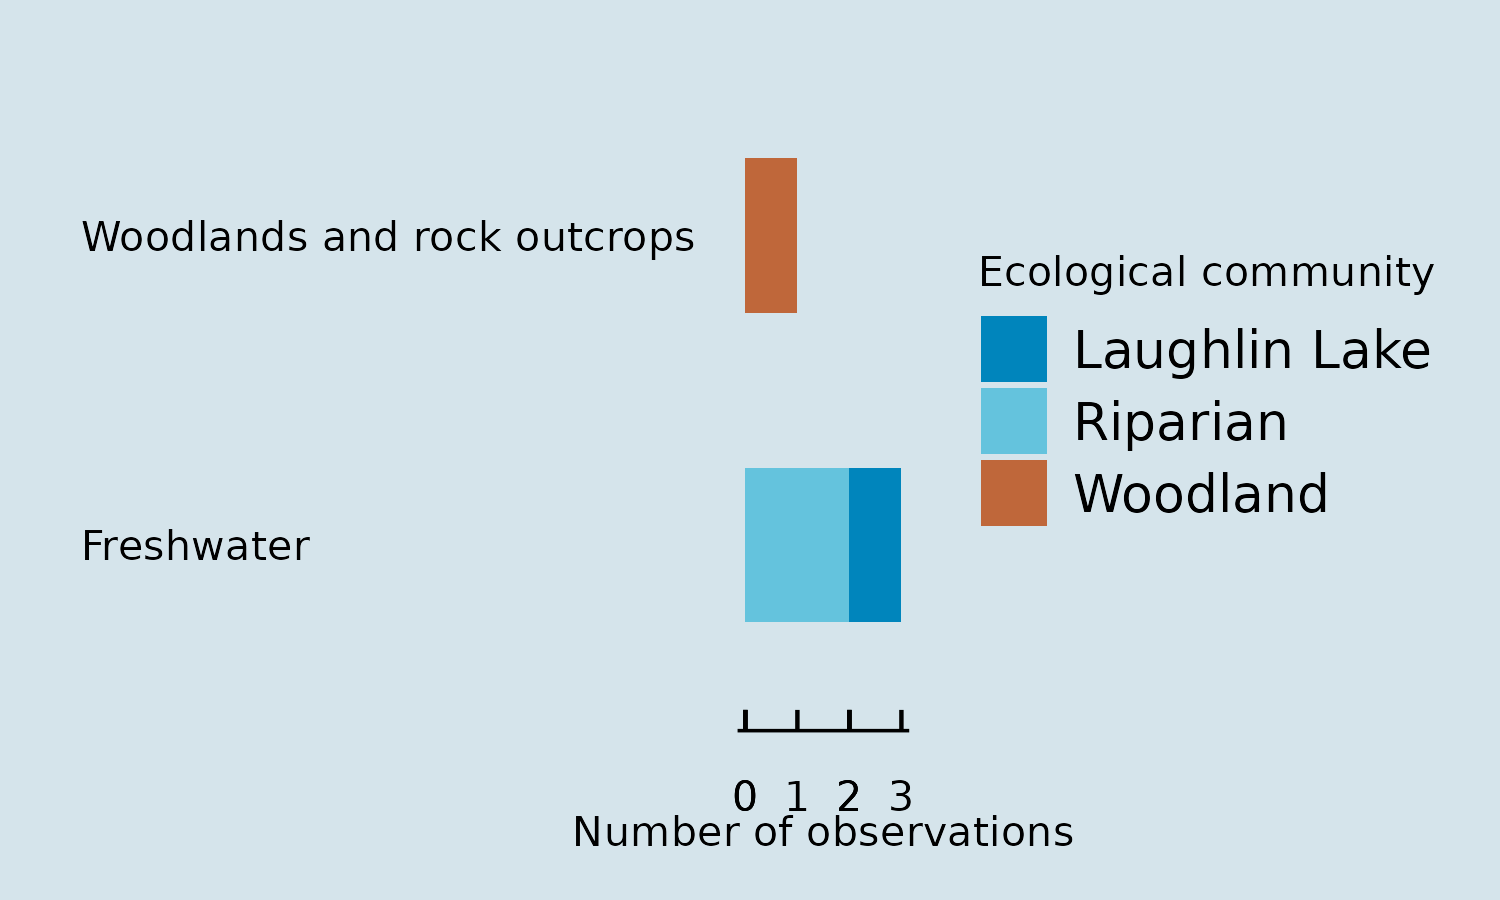 Woodlands and rock outcrops
Freshwater
Ecological community
Laughlin Lake
Riparian
Woodland
0 1 2 3
Number of observations